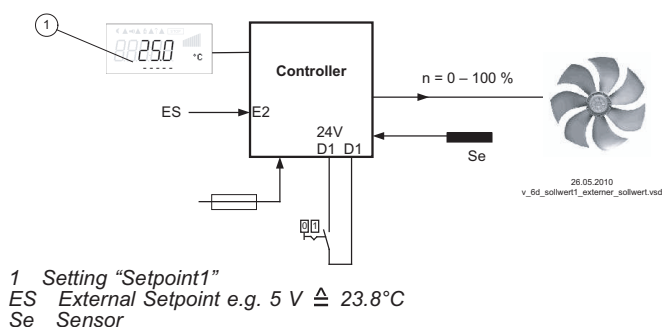 1
25.0
°C
Controller
n = 0 – 100 %
ES
E2
24V
D1 D1
Se
0 1
26.05.2010
v_6d_sollwert1_externer_sollwert.vsd
1 Setting “Setpoint1”
ES External Setpoint e.g. 5 V ≙ 23.8°C
Se Sensor